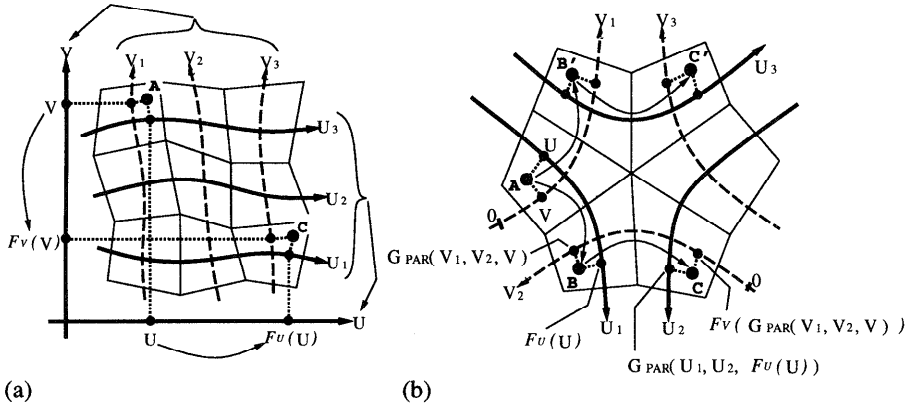 Y
V1
V2
V3
A
V
U3
U2
C
FV(V)
U1
U
U
FU(U)
(a)
V1
V3
B'
C'
U3
U
A
V
0
GPAR(V1, V2, V)
V2
B
C
0
U1
U2
FU(U)
FV( GPAR(V1, V2, V) )
GPAR(U1, U2, FU(U) )
(b)